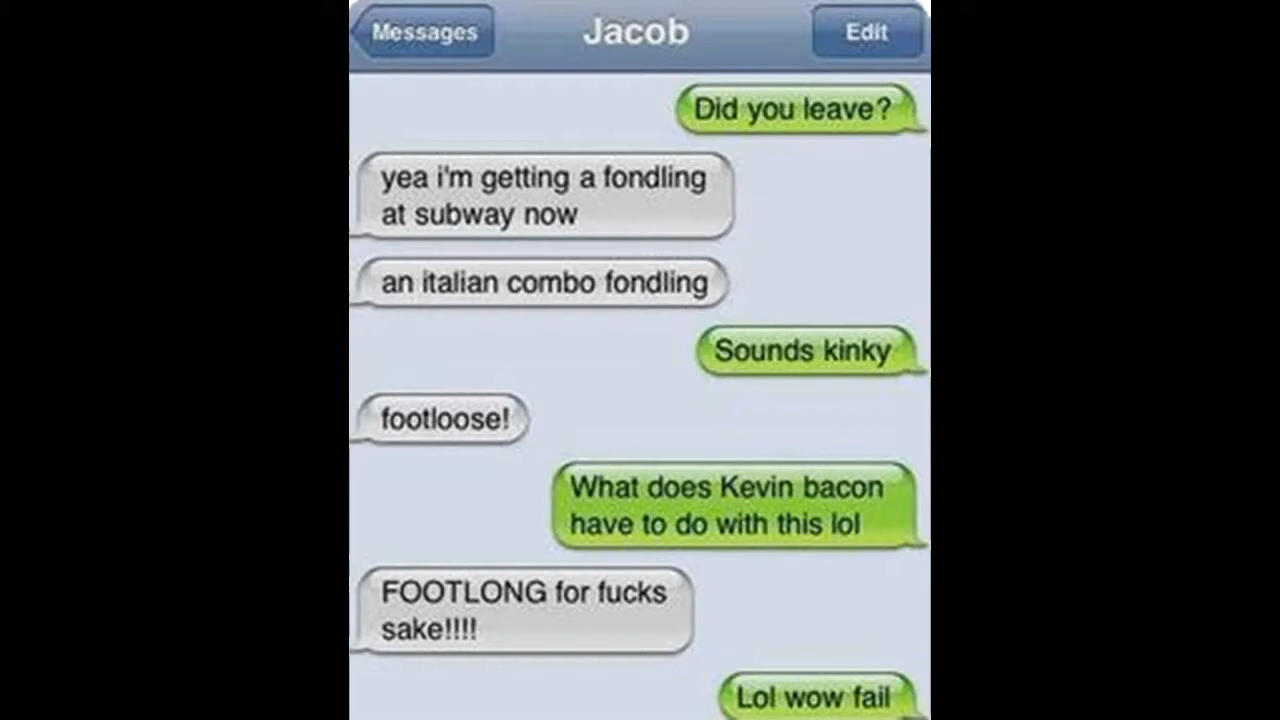 Messages
Jacob
Edit
Did you leave?
yea i'm getting a fondling
at subway now
an italian combo fondling
Sounds kinky
footloose!
What does Kevin bacon
have to do with this lol
FOOTLONG for fucks
sake!!!!
Lol wow fail